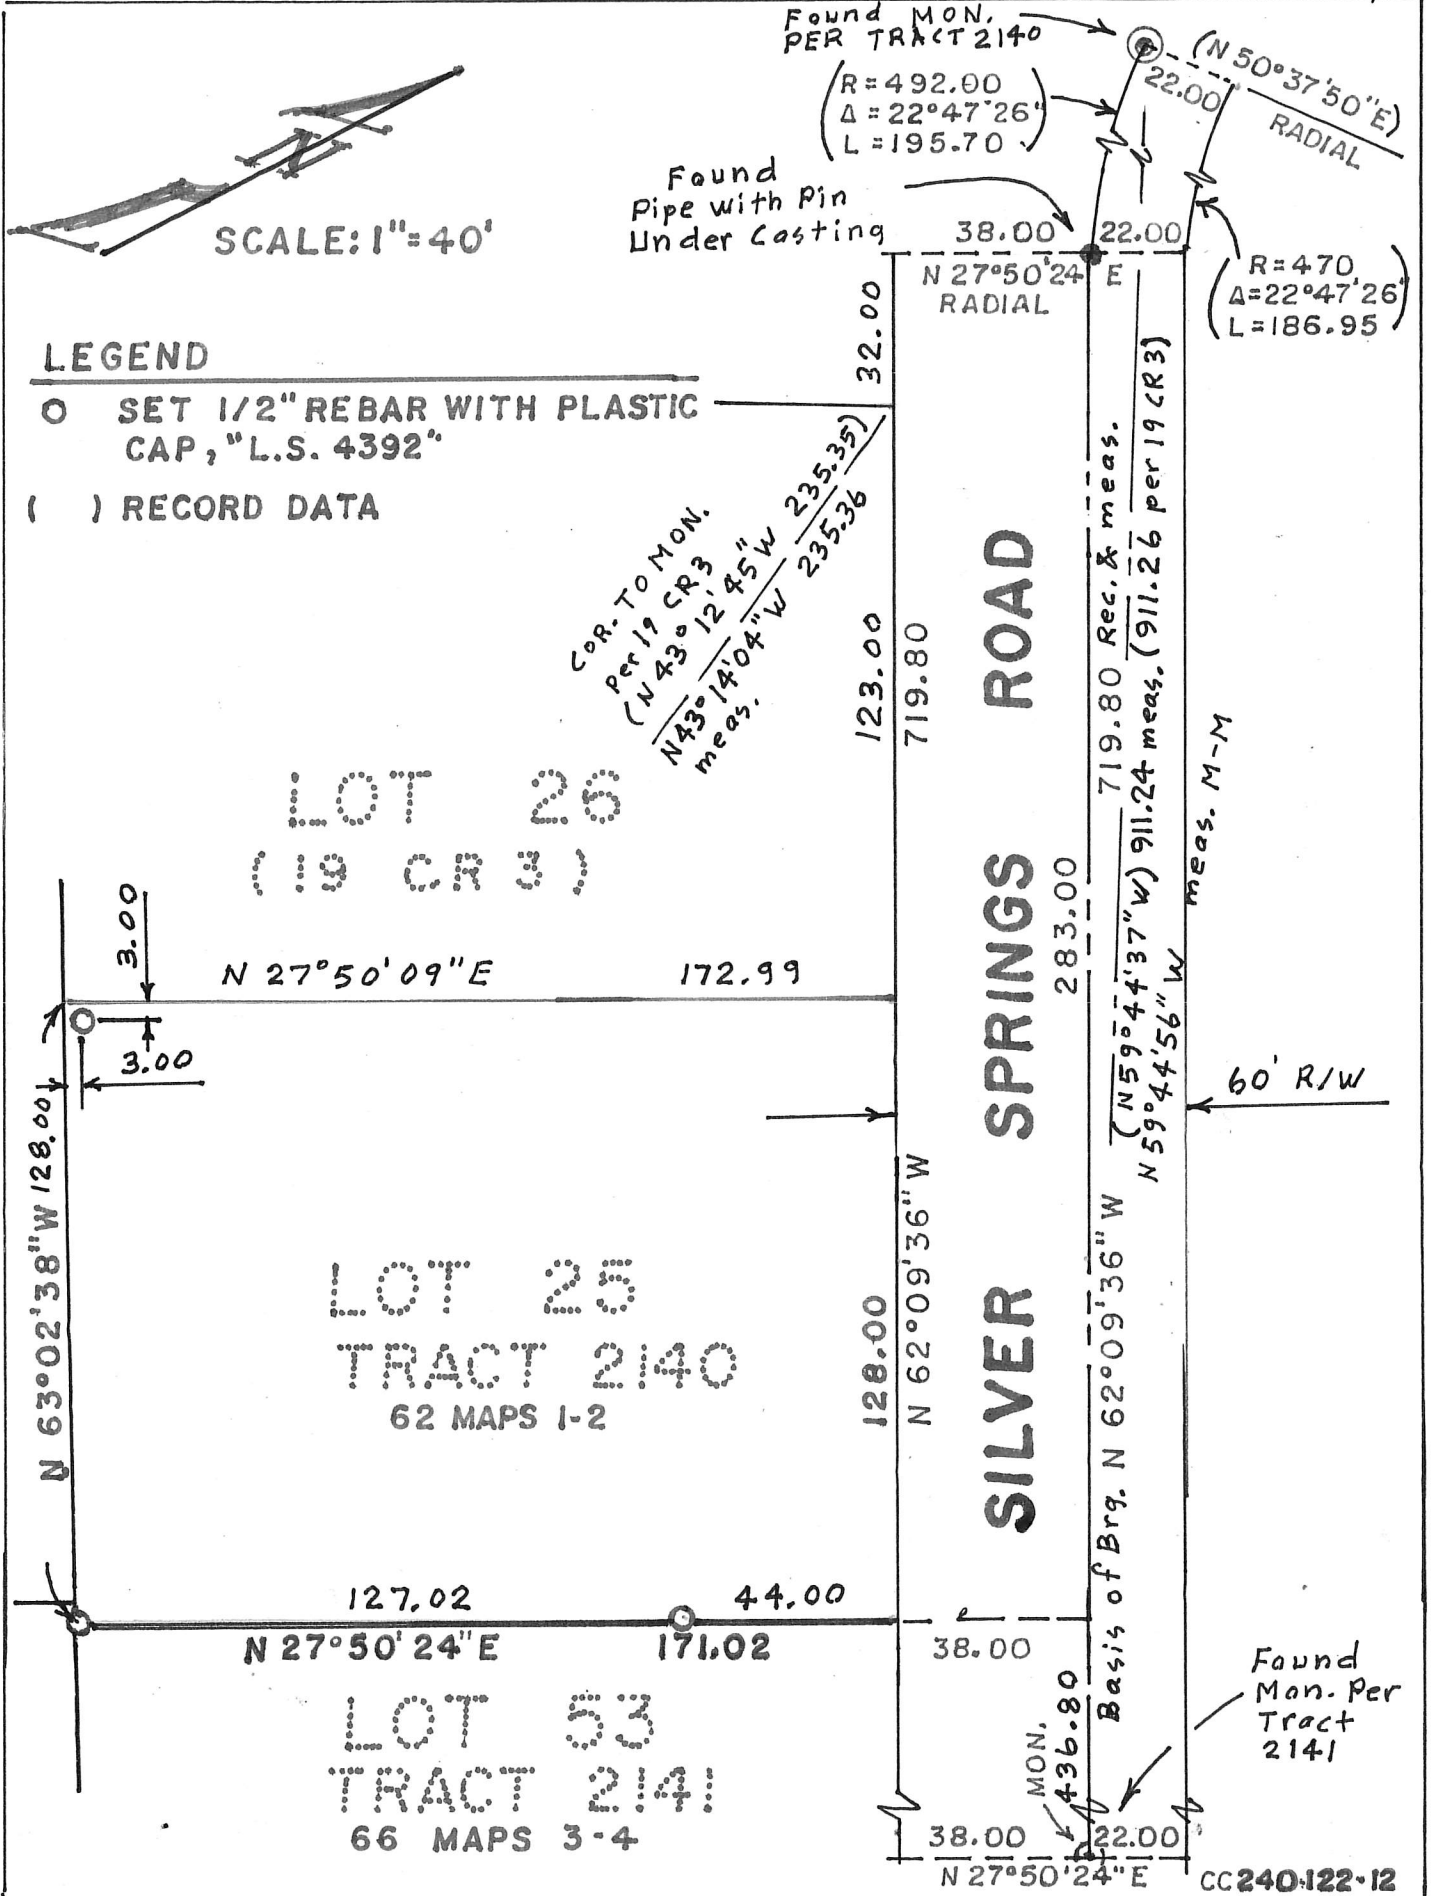 Found MON.
PER TRACT 2140
(N 50°37'50"E)
22.00
RADIAL
(R=492.00
Δ=22°47'26"
L=195.70)
N
SCALE: 1"=40'
Found
Pipe with Pin
Under Casting
38.00 22.00
N 27°50'24 E
RADIAL
(R=470
Δ=22°47'26"
L=186.95)
32.00
LEGEND
O SET 1/2" REBAR WITH PLASTIC
CAP, "L.S. 4392"
( ) RECORD DATA
COR. TO MON.
Per 19 CR3
(N 43° 12' 45" W 235.35)
N43° 14' 04" W 235.36
meas.
123.00
719.80
SILVER SPRINGS ROAD
283.00
719.80 Rec. & meas.
(N59°44'37"W) 911.24 meas. (911.26 per 19 CR3)
N 59°44'56" W
meas. M-M
LOT 26
(19 CR 3)
3.00
N 27°50'09"E 172.99
3.00
60' R/W
N 63°02'38"W 128.00
LOT 25
TRACT 2140
62 MAPS 1-2
128.00
N 62°09'36" W
Basis of Brg. N 62°09'36" W
127.02 44.00
N 27°50'24"E 171.02
38.00
LOT 53
TRACT 2141
66 MAPS 3-4
MON.
436.80
Found
Mon. Per
Tract
2141
38.00 22.00
N 27°50'24"E
CC240-122-12